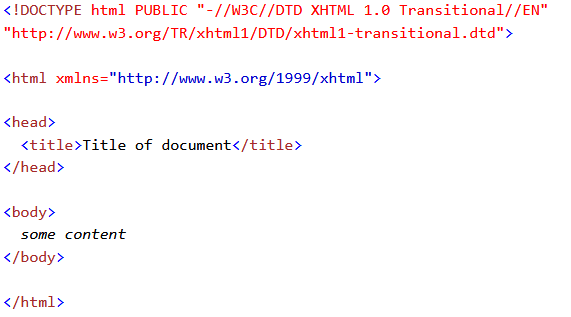 <!DOCTYPE html PUBLIC "-//W3C//DTD XHTML 1.0 Transitional//EN"
"http://www.w3.org/TR/xhtml1/DTD/xhtml1-transitional.dtd">
<html xmlns="http://www.w3.org/1999/xhtml">
<head>
  <title>Title of document</title>
</head>
<body>
  some content
</body>
</html>